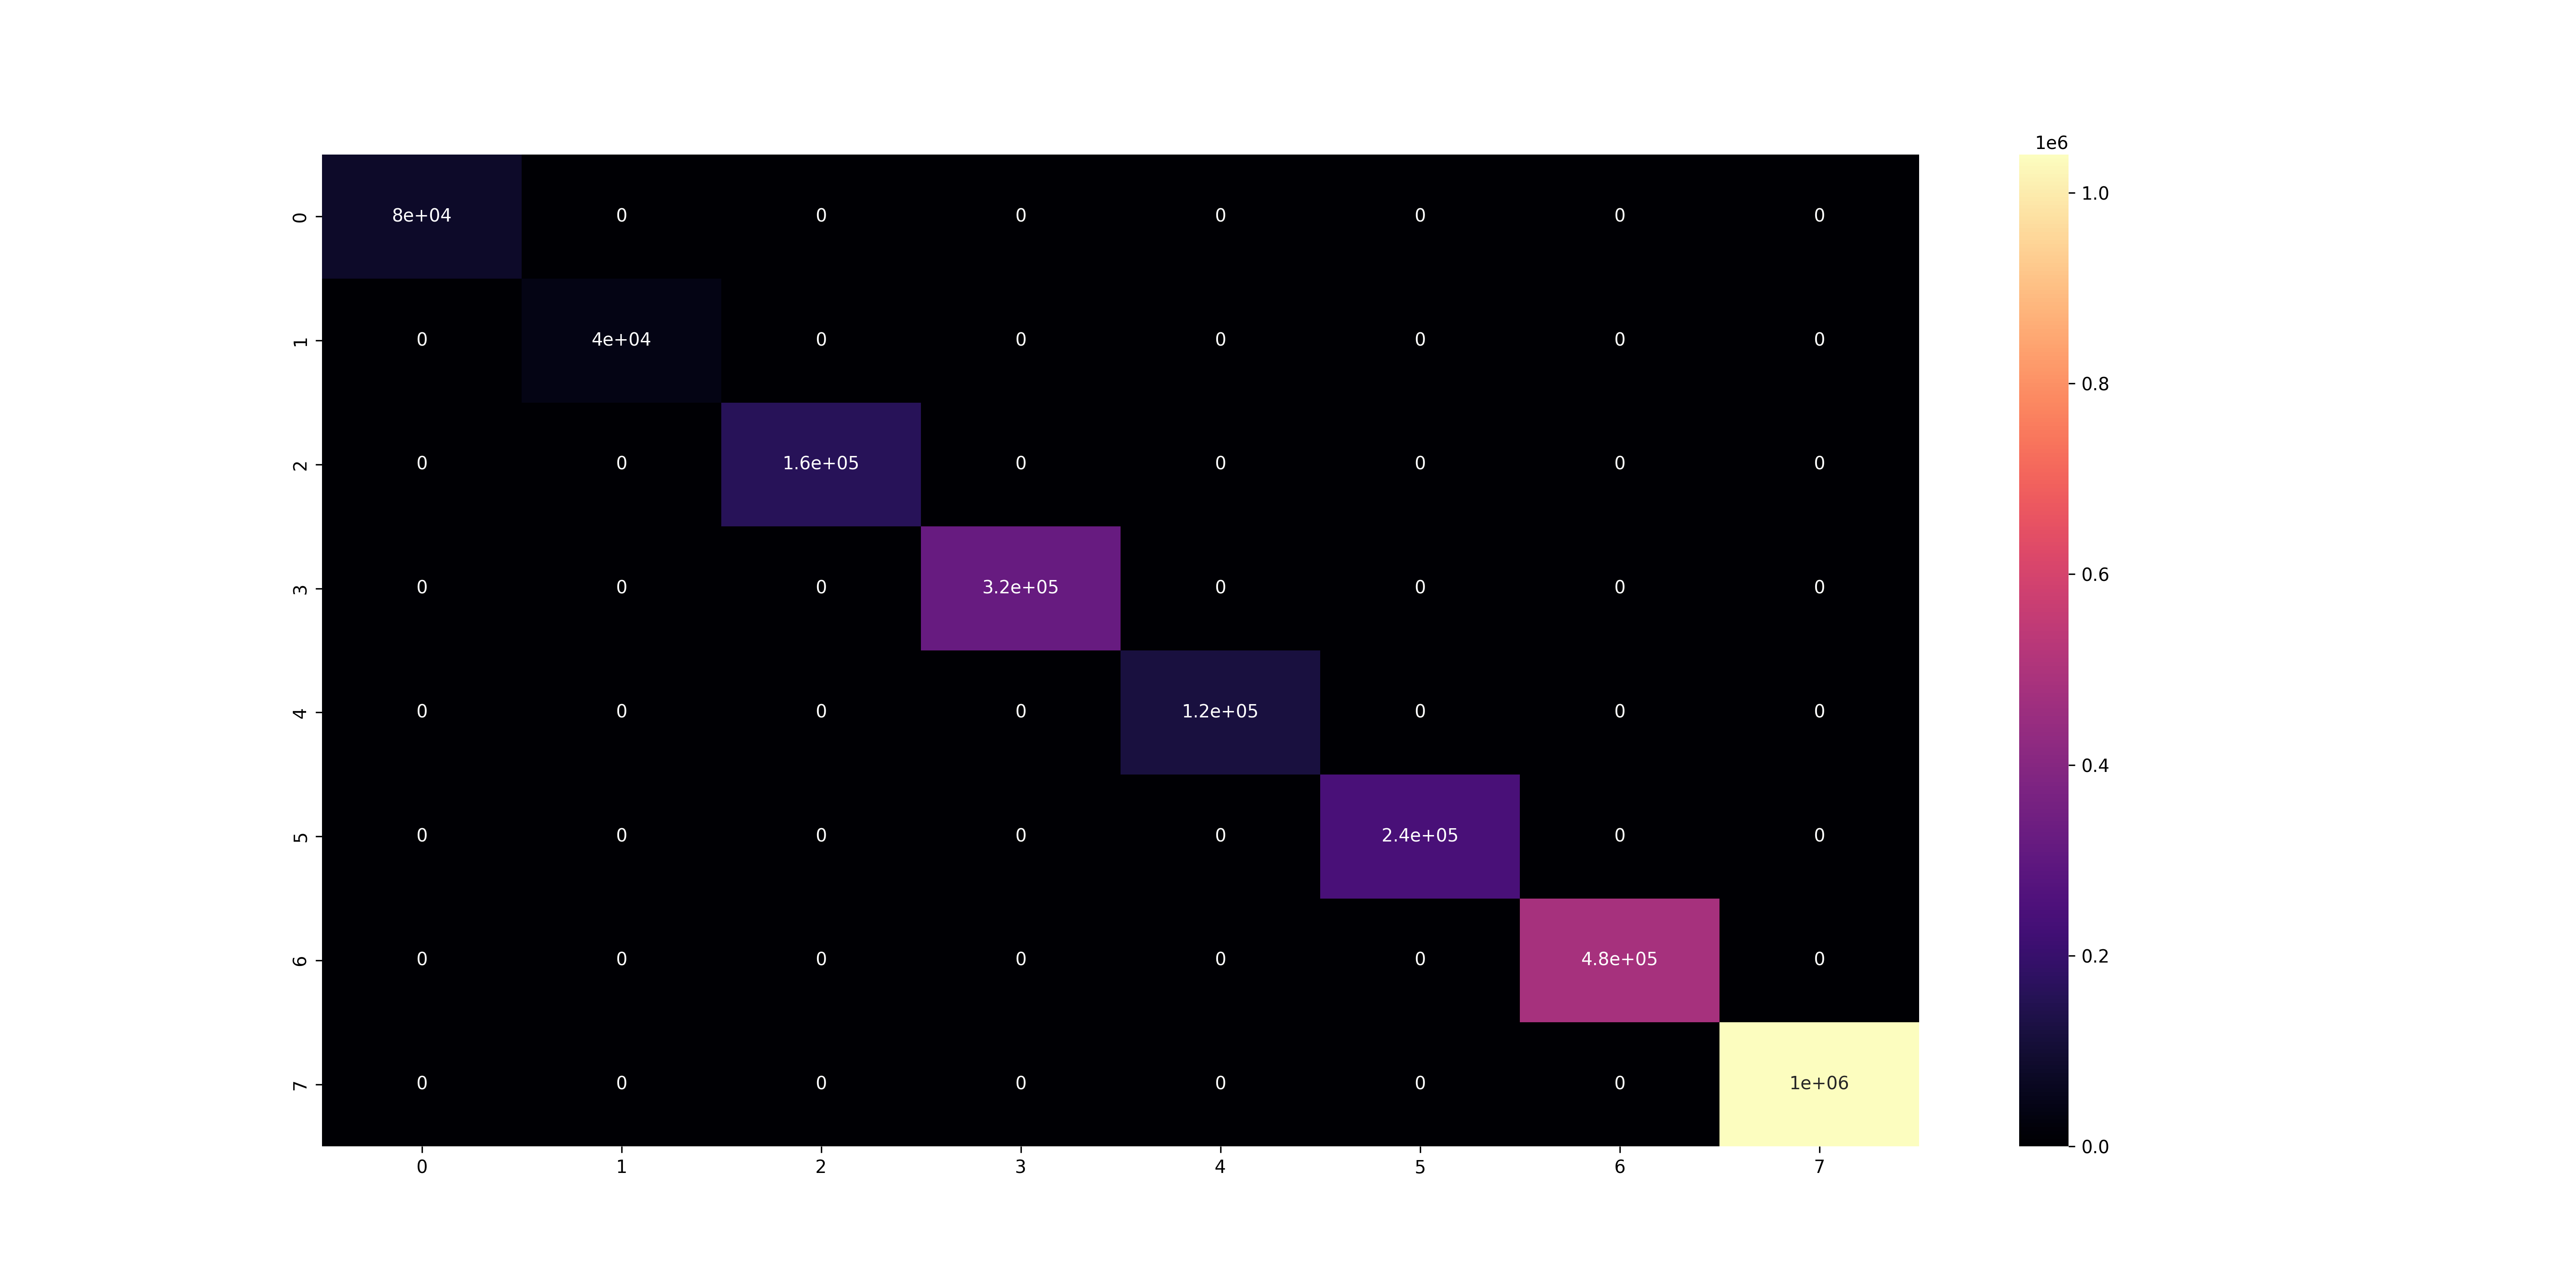 1e6
1.0
0 8e+04 0 0 0 0 0 0 0
0.8
1 0 4e+04 0 0 0 0 0 0
2 0 0 1.6e+05 0 0 0 0 0
0.6
3 0 0 0 3.2e+05 0 0 0 0
4 0 0 0 0 1.2e+05 0 0 0
0.4
5 0 0 0 0 0 2.4e+05 0 0
0.2
6 0 0 0 0 0 0 4.8e+05 0
7 0 0 0 0 0 0 0 1e+06
0.0
0 1 2 3 4 5 6 7